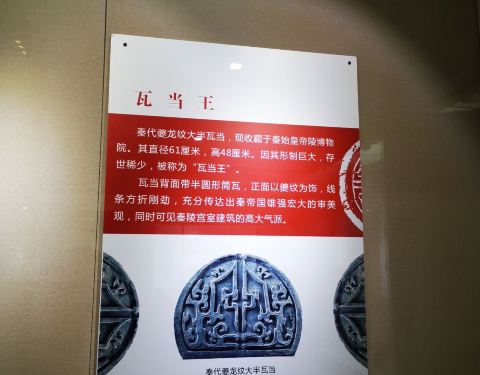 瓦当王
秦代夔龙纹大半瓦当，现收藏于秦始皇帝陵博物
院。其直径61厘米，高48厘米。因其形制巨大，存
世稀少，被称为“瓦当王”。
瓦当背面带半圆形筒瓦，正面以夔纹为饰，线
条方折刚劲，充分传达出秦帝国雄强宏大的审美
观，同时可见秦陵宫室建筑的高大气派。
秦代夔龙纹大半瓦当